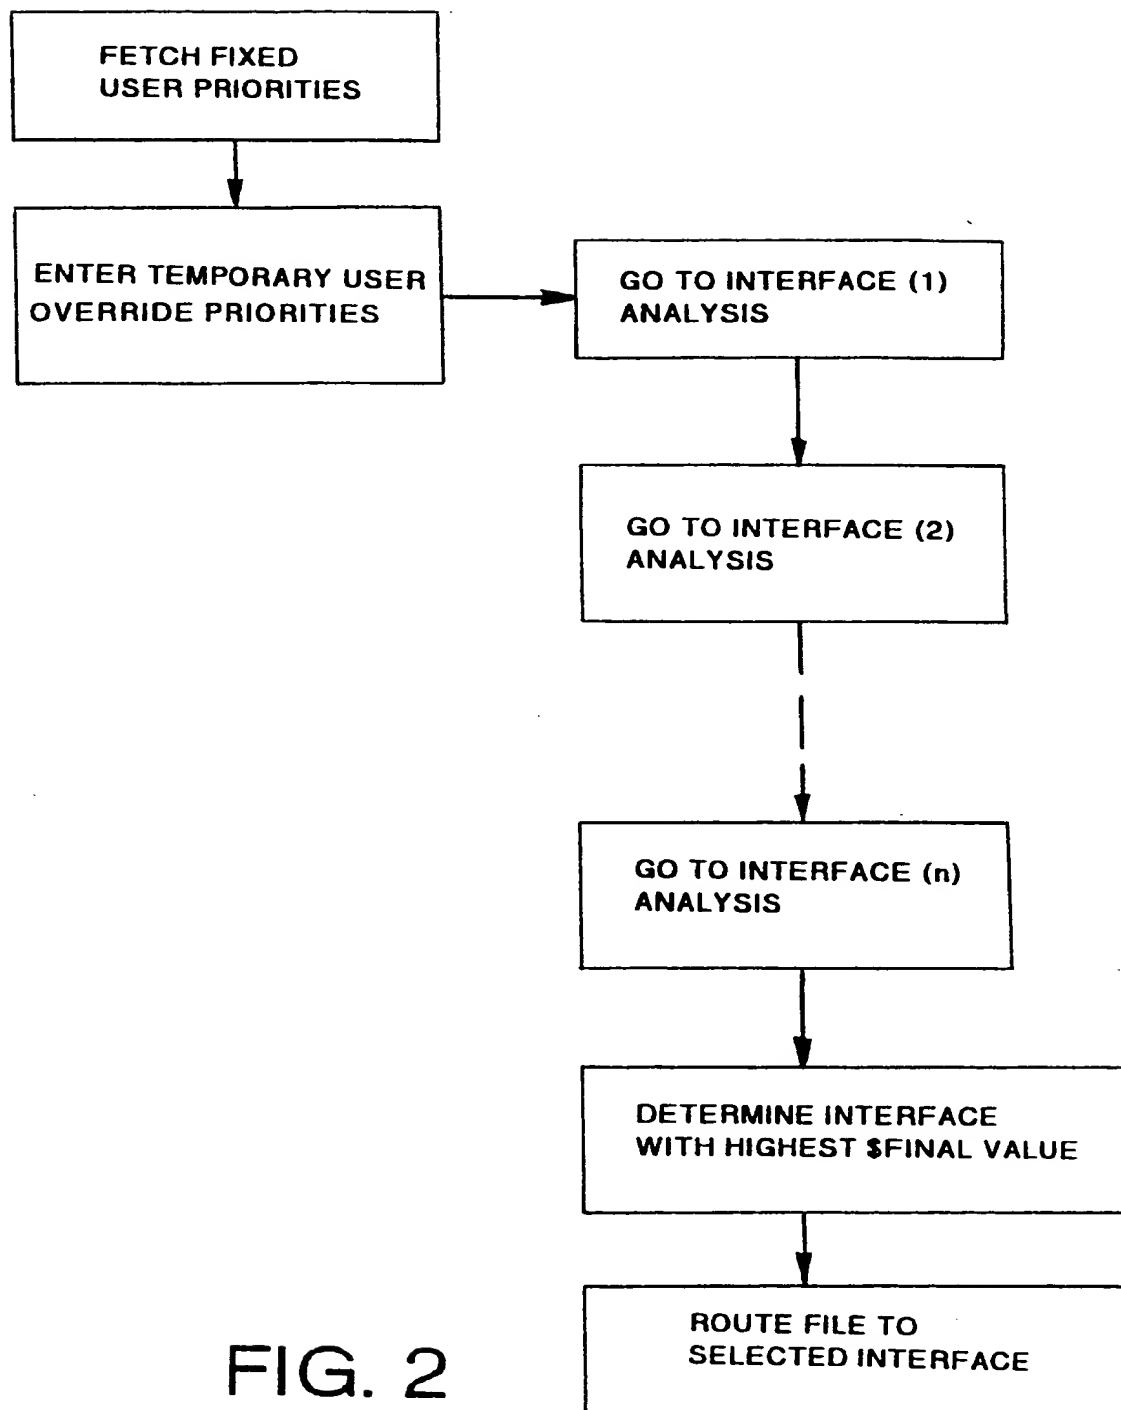 FETCH FIXED
USER PRIORITIES
ENTER TEMPORARY USER
OVERRIDE PRIORITIES
GO TO INTERFACE (1)
ANALYSIS
GO TO INTERFACE (2)
ANALYSIS
GO TO INTERFACE (n)
ANALYSIS
DETERMINE INTERFACE
WITH HIGHEST $FINAL VALUE
ROUTE FILE TO
SELECTED INTERFACE
FIG. 2